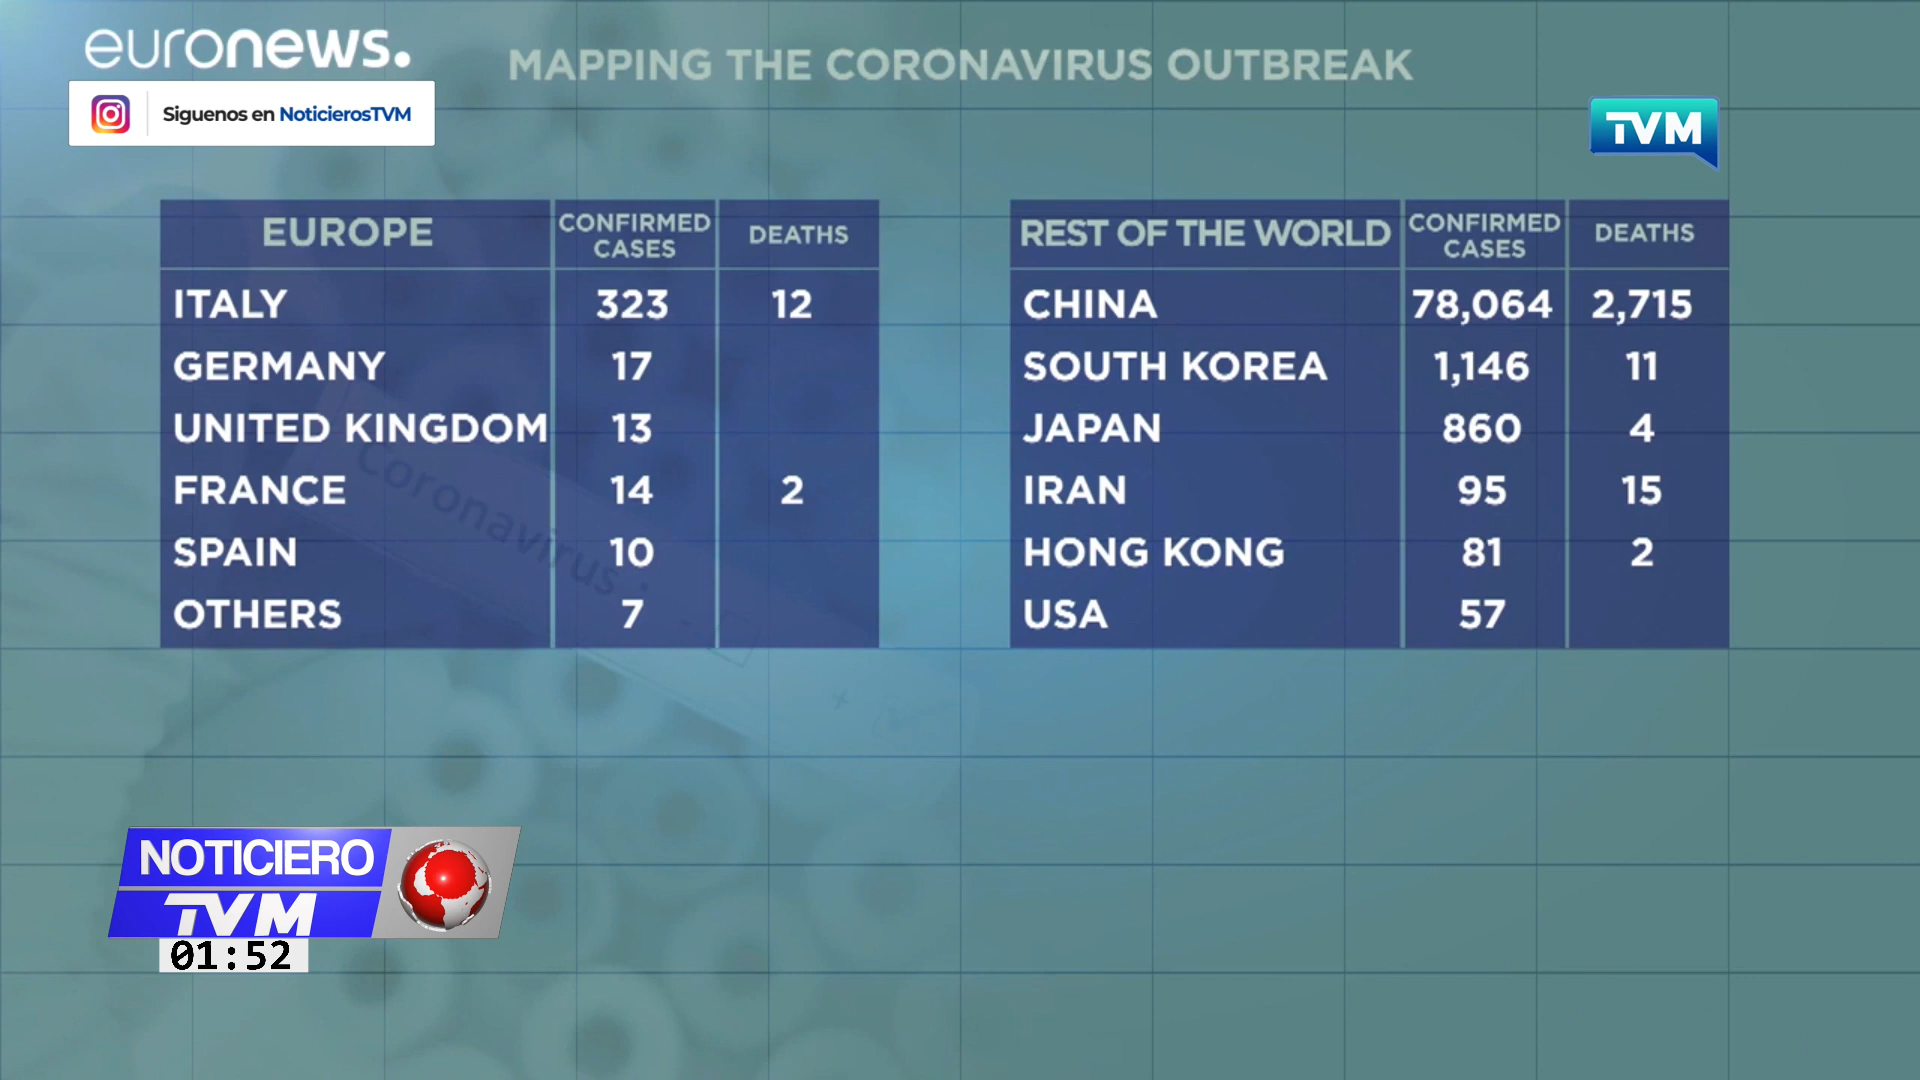 euronews.
MAPPING THE CORONAVIRUS OUTBREAK
Siguenos en NoticierosTVM
TVM
EUROPE CONFIRMED CASES DEATHS
ITALY 323 12
GERMANY 17
UNITED KINGDOM 13
FRANCE 14 2
SPAIN 10
OTHERS 7
REST OF THE WORLD CONFIRMED CASES DEATHS
CHINA 78,064 2,715
SOUTH KOREA 1,146 11
JAPAN 860 4
IRAN 95 15
HONG KONG 81 2
USA 57
Coronavirus
NOTICIERO
TVM
01:52